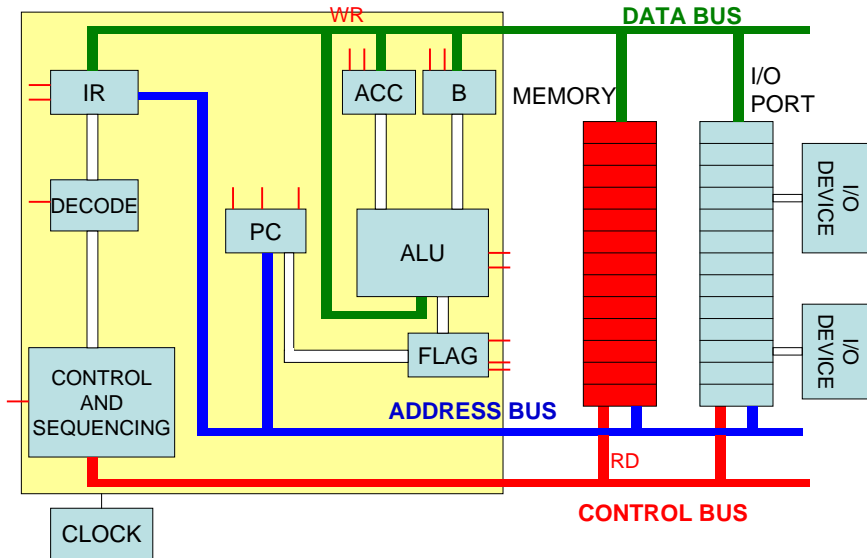 WR
DATA BUS
IR
ACC
B
MEMORY
I/O
PORT
I/O
DEVICE
DECODE
PC
ALU
I/O
DEVICE
FLAG
CONTROL
AND
SEQUENCING
ADDRESS BUS
RD
CONTROL BUS
CLOCK